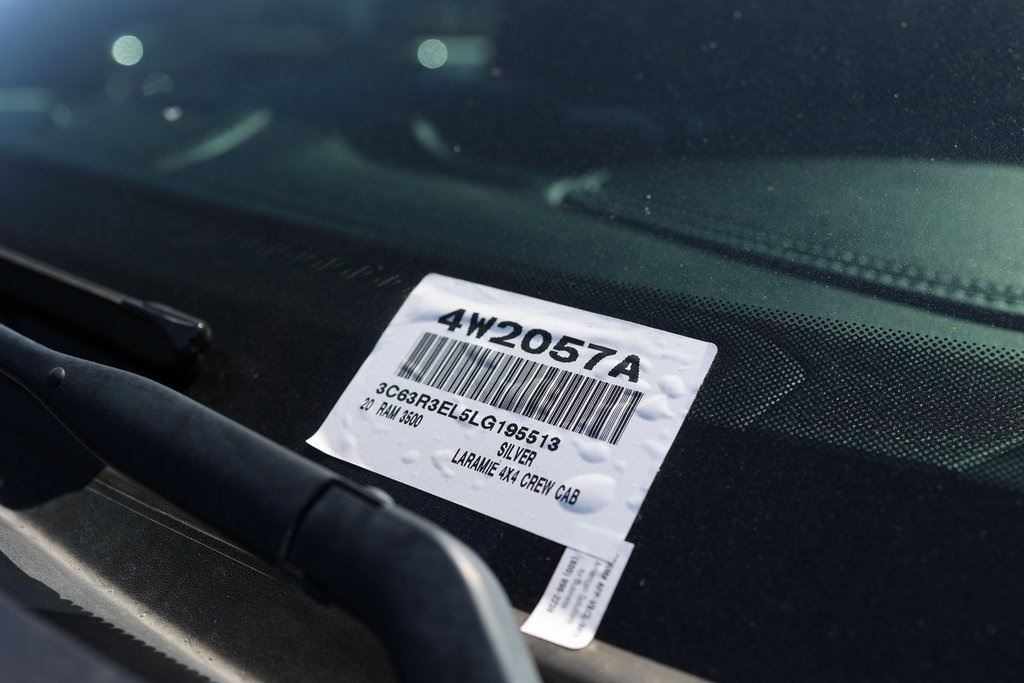 4W2057A
3C63R3EL5LG195513
20 RAM 3500
SILVER
LARAMIE 4X4 CREW CAB